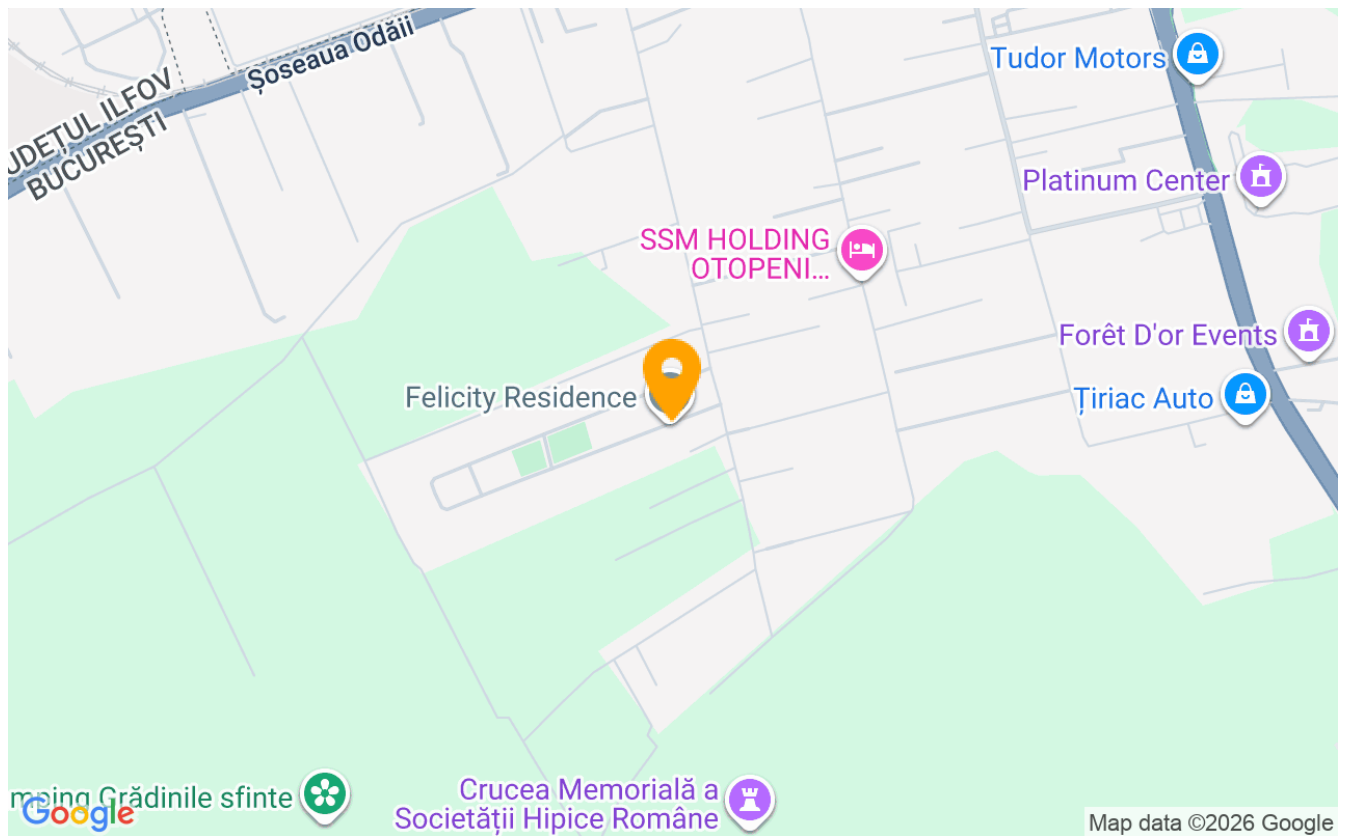 Șoseaua Odăii
Tudor Motors
JUDEȚUL ILFOV
BUCUREȘTI
Platinum Center
SSM HOLDING
OTOPENI...
Forêt D'or Events
Felicity Residence
Țiriac Auto
mping Grădinile sfinte
Crucea Memorială a
Societății Hipice Române
Google
Map data ©2026 Google